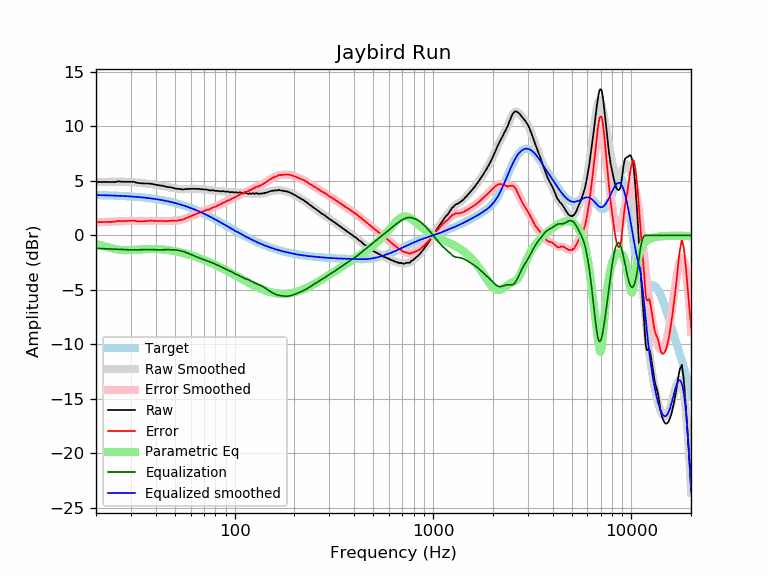 Jaybird Run
15
10
5
0
−5
−10
−15
−20
−25
Amplitude (dBr)
Target
Raw Smoothed
Error Smoothed
Raw
Error
Parametric Eq
Equalization
Equalized smoothed
100 1000 10000
Frequency (Hz)